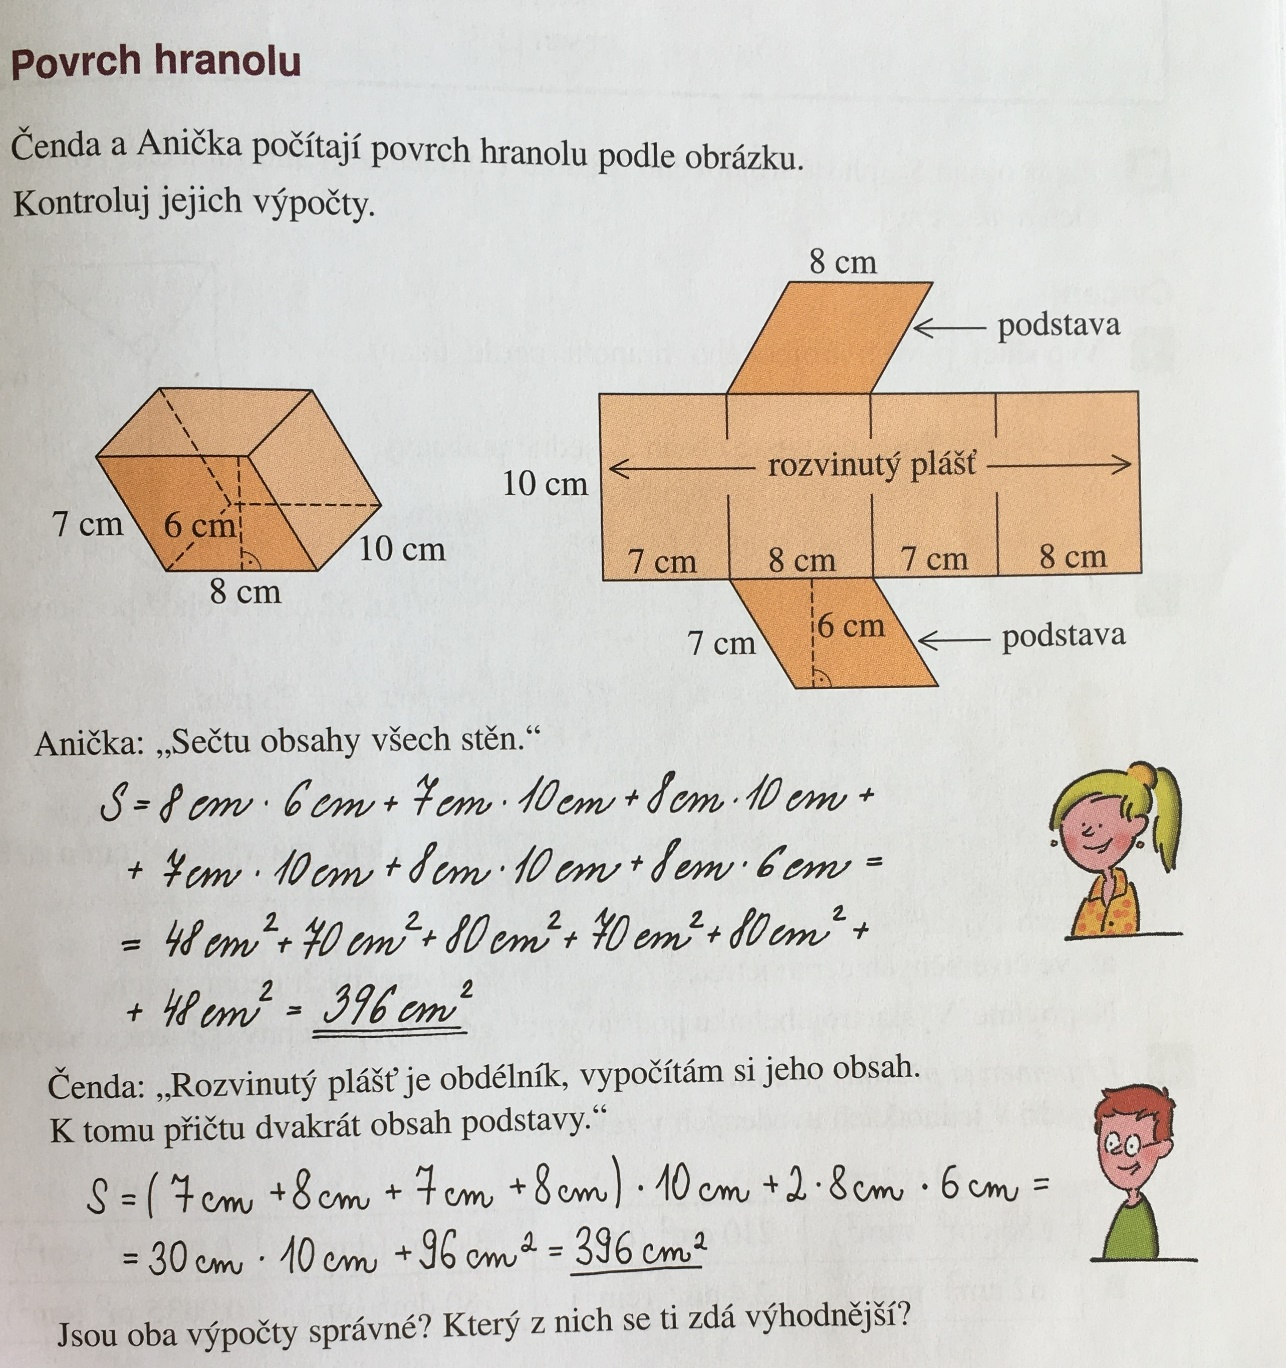 Povrch hranolu
Čenda a Anička počítají povrch hranolu podle obrázku.
Kontroluj jejich výpočty.
8 cm
podstava
10 cm
rozvinutý plášť
7 cm
8 cm
7 cm
8 cm
7 cm
6 cm
10 cm
8 cm
7 cm
6 cm
podstava
Anička: „Sečtu obsahy všech stěn.“
S = 8 cm · 6 cm + 7 cm · 10 cm + 8 cm · 10 cm +
+ 7 cm · 10 cm + 8 cm · 10 cm + 8 cm · 6 cm =
= 48 cm² + 70 cm² + 80 cm² + 70 cm² + 80 cm² +
+ 48 cm² = 396 cm²
Čenda: „Rozvinutý plášť je obdélník, vypočítám si jeho obsah.
K tomu přičtu dvakrát obsah podstavy.“
S = (7 cm + 8 cm + 7 cm + 8 cm) · 10 cm + 2 · 8 cm · 6 cm =
= 30 cm · 10 cm + 96 cm² = 396 cm²
Jsou oba výpočty správné? Který z nich se ti zdá výhodnější?